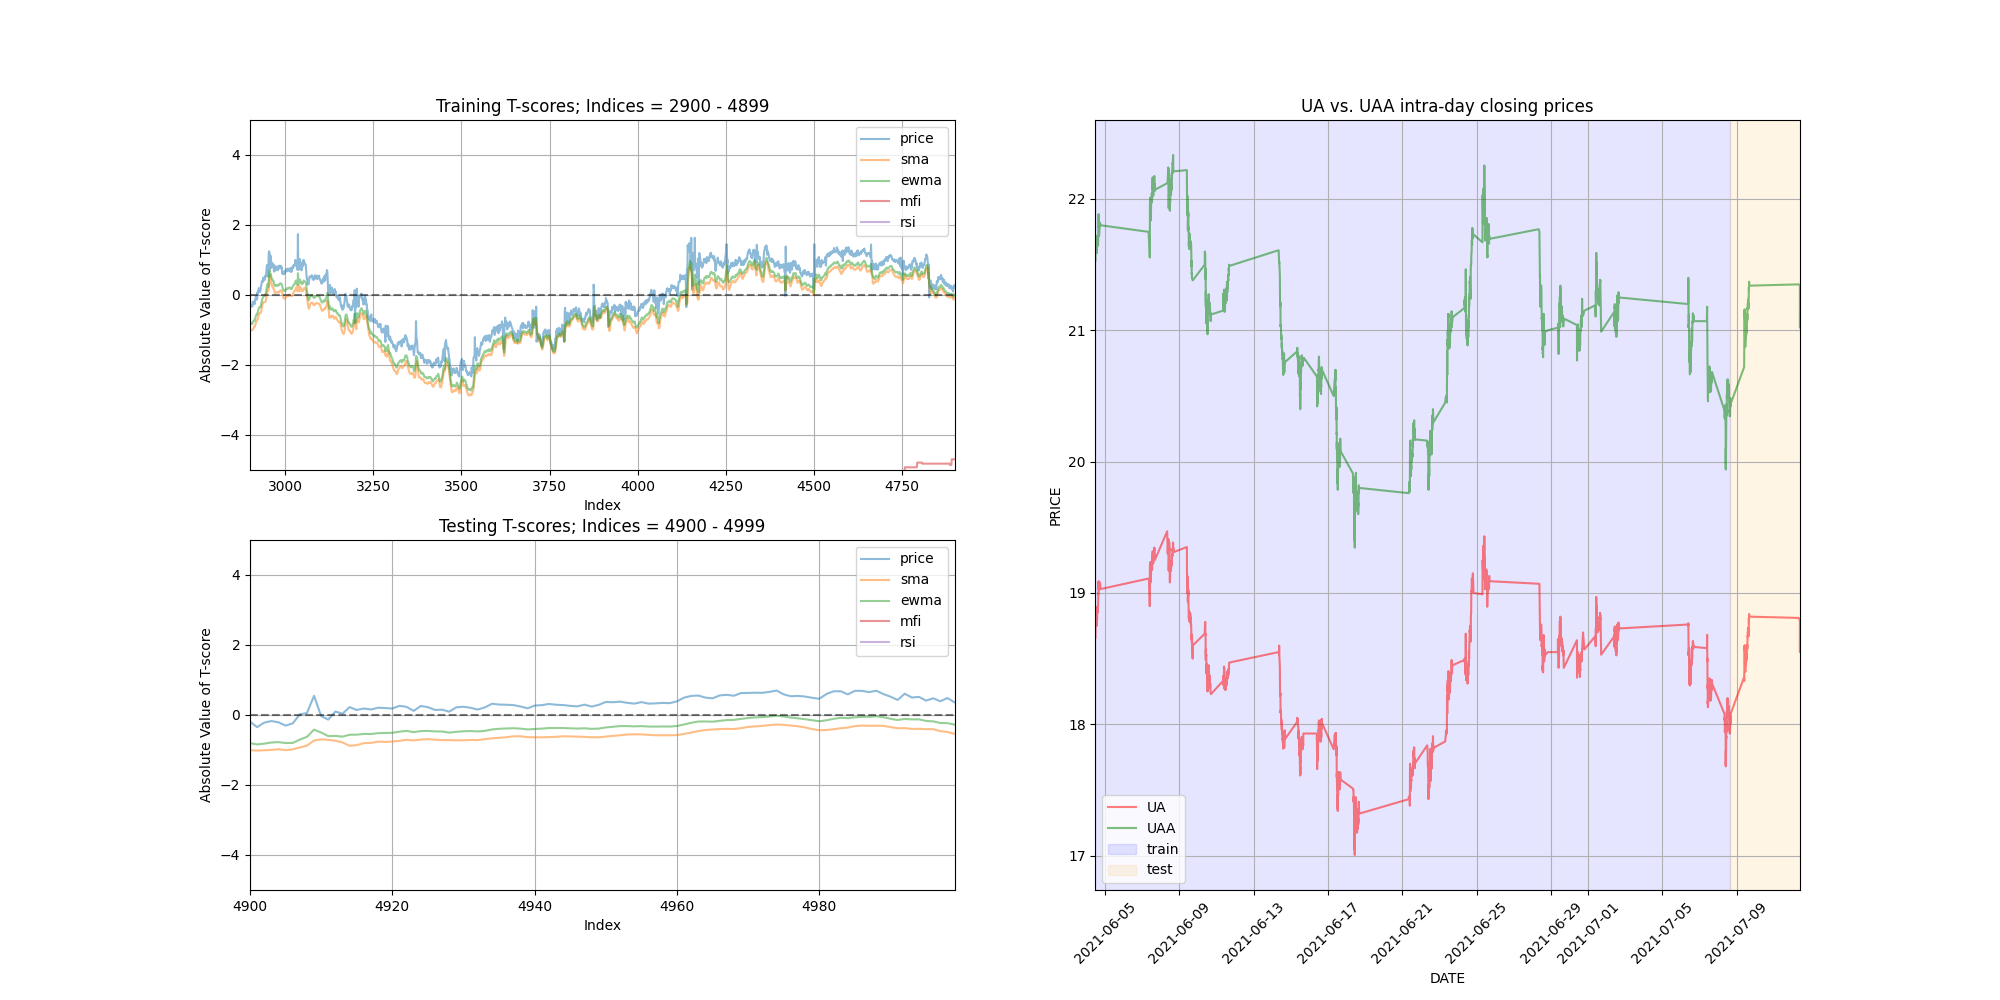 Training T-scores; Indices = 2900 - 4899
Absolute Value of T-score
4
2
0
−2
−4
price
sma
ewma
mfi
rsi
3000 3250 3500 3750 4000 4250 4500 4750
Index
Testing T-scores; Indices = 4900 - 4999
Absolute Value of T-score
4
2
0
−2
−4
price
sma
ewma
mfi
rsi
4900 4920 4940 4960 4980
Index
UA vs. UAA intra-day closing prices
PRICE
22
21
20
19
18
17
UA
UAA
train
test
2021-06-05 2021-06-09 2021-06-13 2021-06-17 2021-06-21 2021-06-25 2021-06-29 2021-07-01 2021-07-05 2021-07-09
DATE